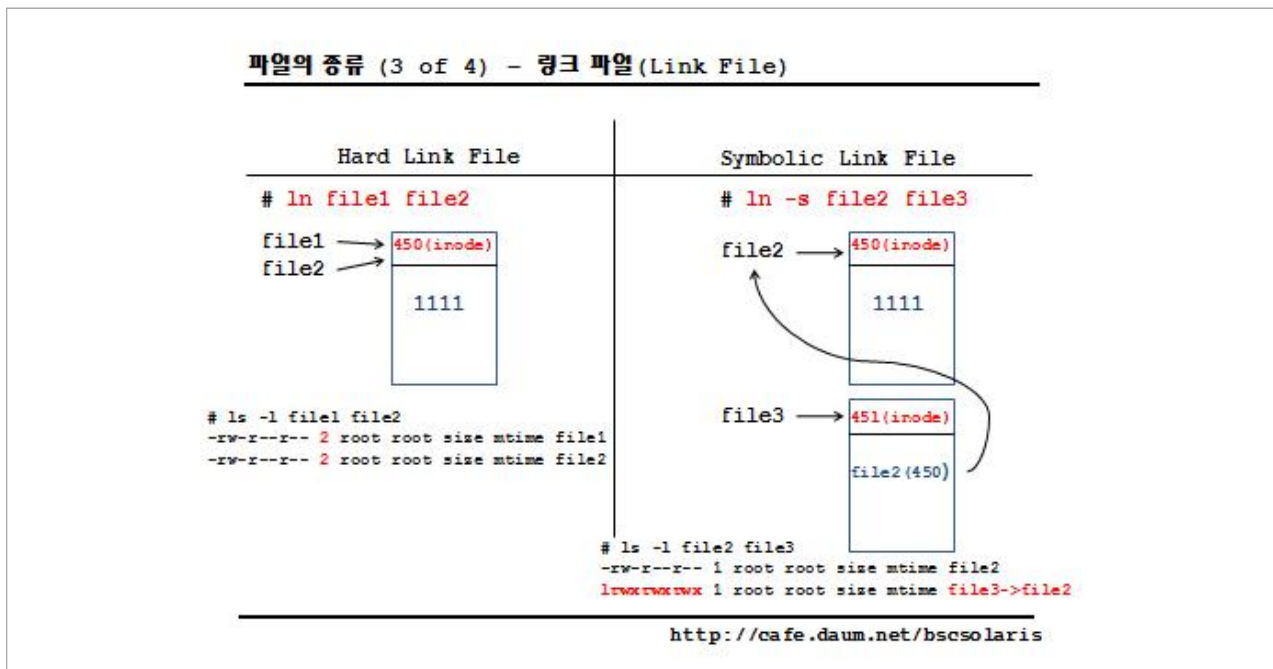 파일의 종류 (3 of 4) – 링크 파일(Link File)
Hard Link File
# ln file1 file2
file1
file2
450(inode)
1111
# ls -l file1 file2
-rw-r--r-- 2 root root size mtime file1
-rw-r--r-- 2 root root size mtime file2
Symbolic Link File
# ln -s file2 file3
file2
450(inode)
1111
file3
451(inode)
file2(450)
# ls -l file2 file3
-rw-r--r-- 1 root root size mtime file2
lrwxrwxrwx 1 root root size mtime file3->file2
http://cafe.daum.net/bscsolaris